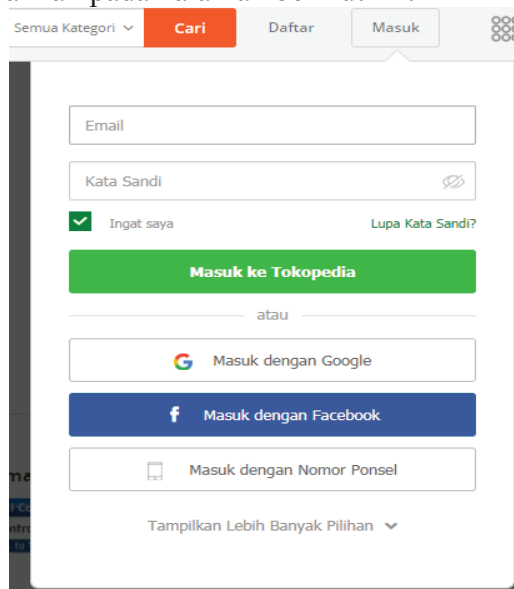 Semua Kategori Cari Daftar Masuk
Email
Kata Sandi
Ingat saya Lupa Kata Sandi?
Masuk ke Tokopedia
atau
Masuk dengan Google
Masuk dengan Facebook
Masuk dengan Nomor Ponsel
Tampilkan Lebih Banyak Pilihan